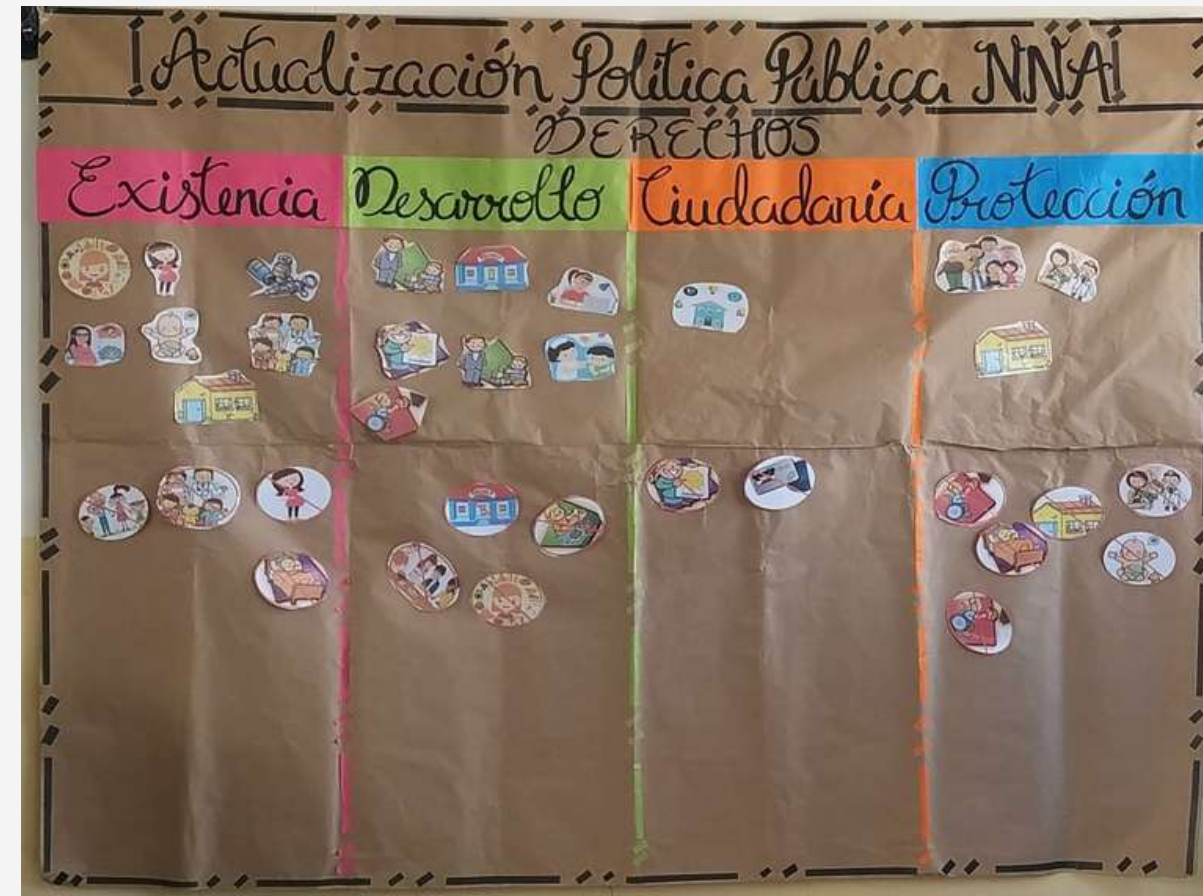 ¡Actualización Política Pública NNA!
DERECHOS
Existencia Desarrollo Ciudadanía Protección